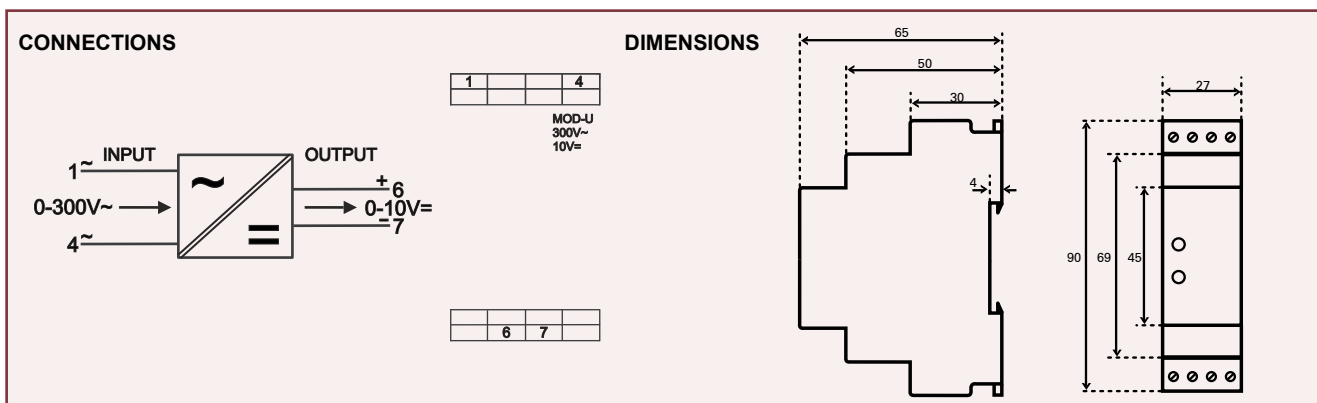 CONNECTIONS
1 4
MOD-U
300V~
10V=
INPUT OUTPUT
1~
+ 6
0-300V~ 0-10V=
4~
- 7
~
=
6 7
DIMENSIONS
65
50
30
4
27
90
69
45